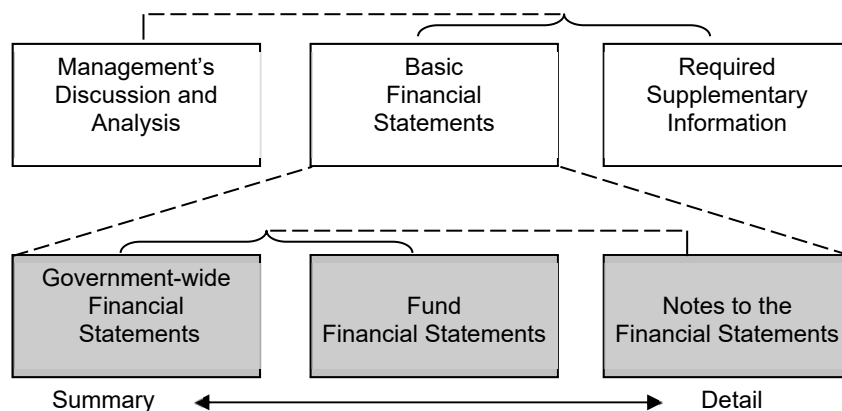 Management’s
Discussion and
Analysis
Basic
Financial
Statements
Required
Supplementary
Information
Government-wide
Financial
Statements
Fund
Financial Statements
Notes to the
Financial Statements
Summary
Detail